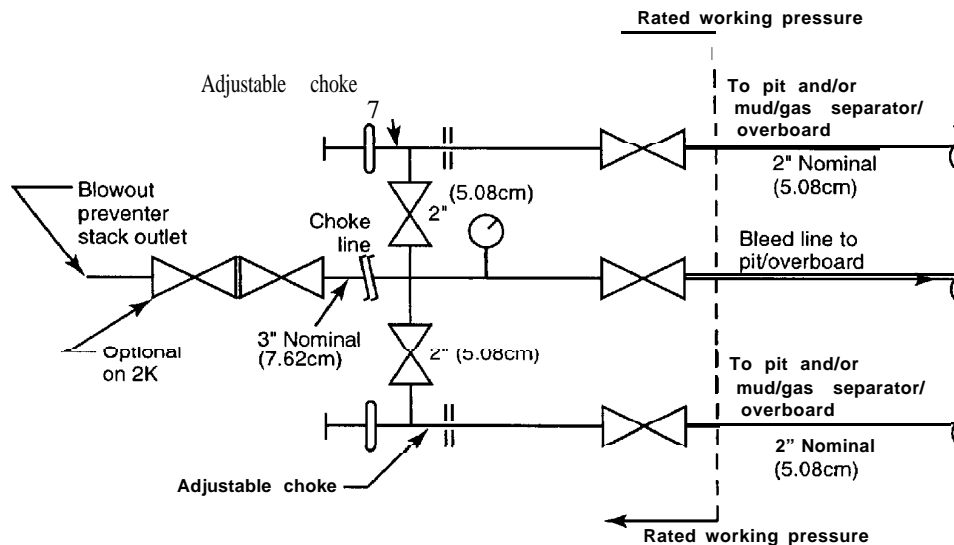 Rated working pressure
Adjustable choke
7
To pit and/or
mud/gas separator/
overboard
2" Nominal
(5.08cm)
Blowout
preventer
stack outlet
2" (5.08cm)
Choke
line
Bleed line to
pit/overboard
3" Nominal
(7.62cm)
Optional
on 2K
2" (5.08cm)
To pit and/or
mud/gas separator/
overboard
2" Nominal
(5.08cm)
Adjustable choke
Rated working pressure